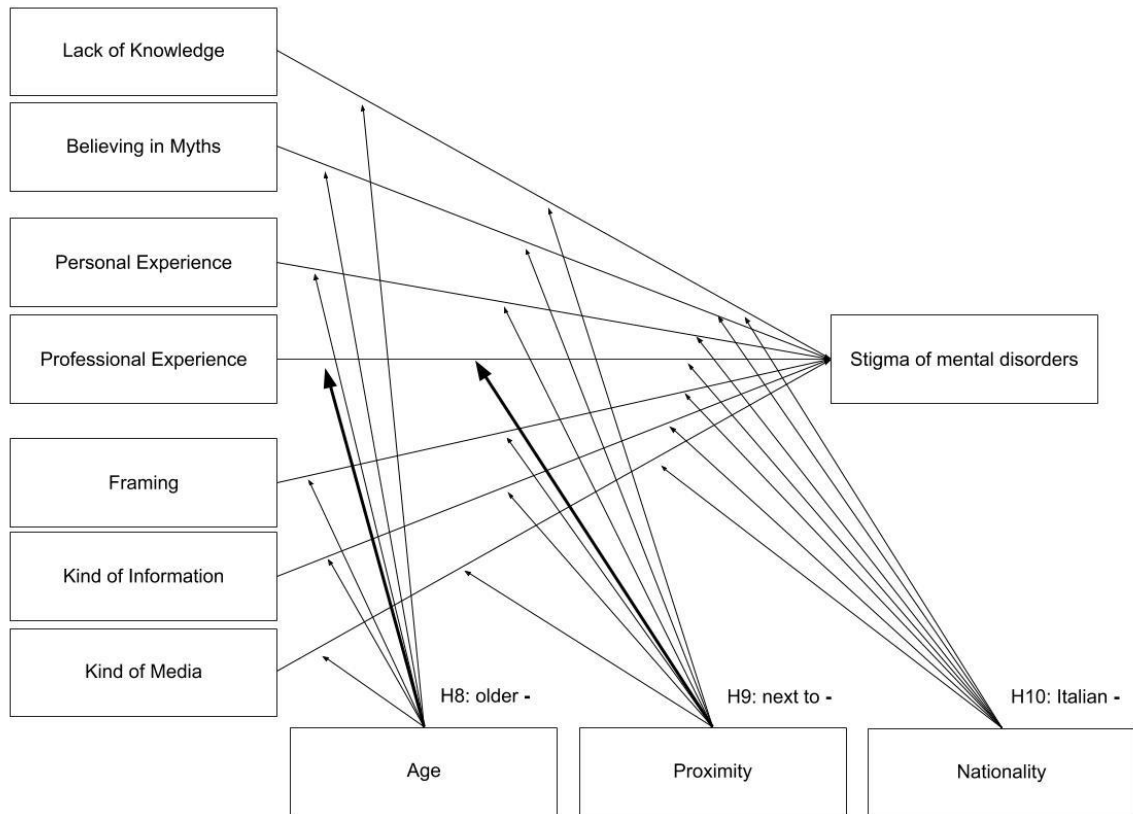 Lack of Knowledge
Believing in Myths
Personal Experience
Professional Experience
Stigma of mental disorders
Framing
Kind of Information
Kind of Media
H8: older -
H9: next to -
H10: Italian -
Age
Proximity
Nationality